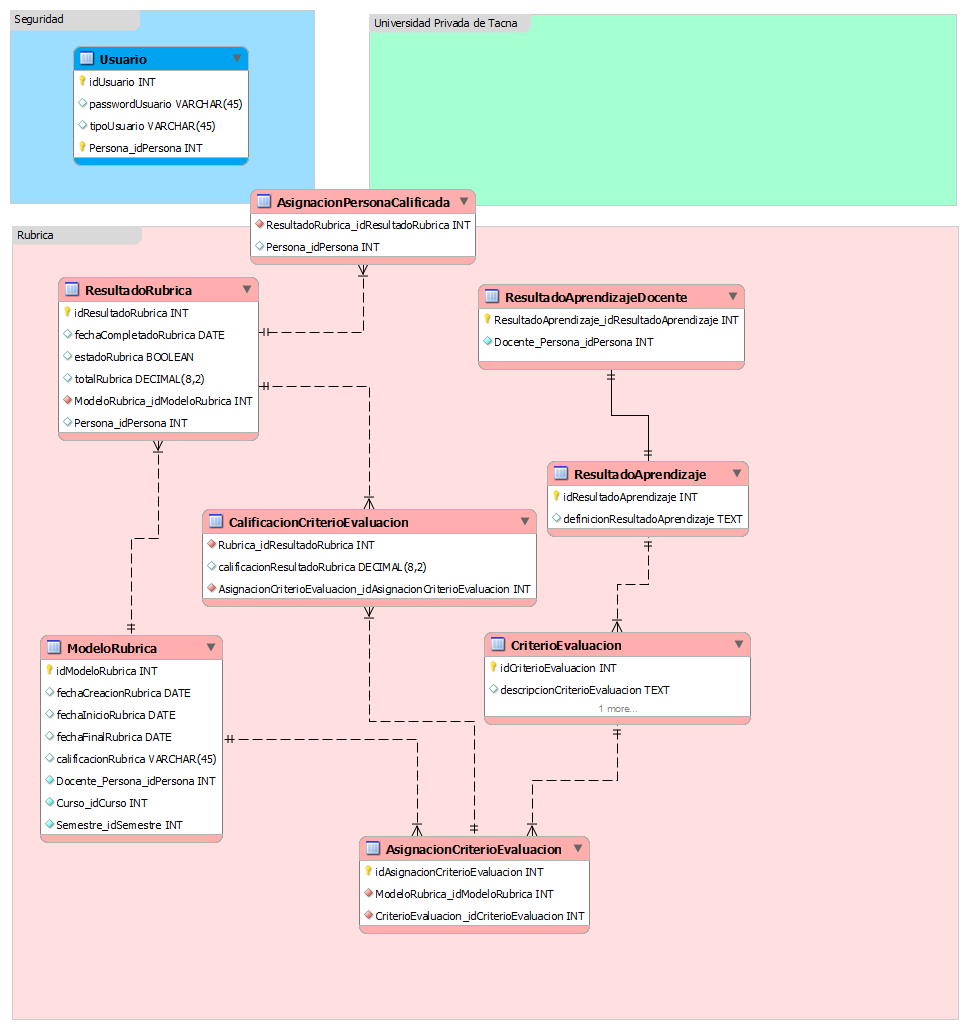 Seguridad
Usuario
idUsuario INT
passwordUsuario VARCHAR(45)
tipoUsuario VARCHAR(45)
Persona_idPersona INT
Universidad Privada de Tacna
AsignacionPersonaCalificada
ResultadoRubrica_idResultadoRubrica INT
Persona_idPersona INT
Rubrica
ResultadoRubrica
idResultadoRubrica INT
fechaCompletadoRubrica DATE
estadoRubrica BOOLEAN
totalRubrica DECIMAL(8,2)
ModeloRubrica_idModeloRubrica INT
Persona_idPersona INT
ResultadoAprendizajeDocente
ResultadoAprendizaje_idResultadoAprendizaje INT
Docente_Persona_idPersona INT
ResultadoAprendizaje
idResultadoAprendizaje INT
definicionResultadoAprendizaje TEXT
CalificacionCriterioEvaluacion
Rubrica_idResultadoRubrica INT
calificacionResultadoRubrica DECIMAL(8,2)
AsignacionCriterioEvaluacion_idAsignacionCriterioEvaluacion INT
ModeloRubrica
idModeloRubrica INT
fechaCreacionRubrica DATE
fechaInicioRubrica DATE
fechaFinalRubrica DATE
calificacionRubrica VARCHAR(45)
Docente_Persona_idPersona INT
Curso_idCurso INT
Semestre_idSemestre INT
CriterioEvaluacion
idCriterioEvaluacion INT
descripcionCriterioEvaluacion TEXT
1 more...
AsignacionCriterioEvaluacion
idAsignacionCriterioEvaluacion INT
ModeloRubrica_idModeloRubrica INT
CriterioEvaluacion_idCriterioEvaluacion INT